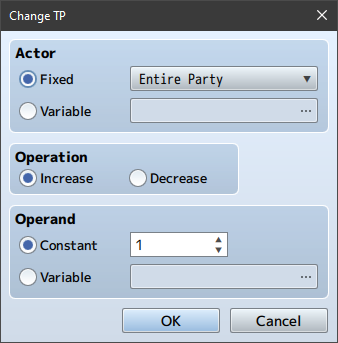 Change TP
Actor
Fixed
Entire Party
Variable
...
Operation
Increase
Decrease
Operand
Constant
1
Variable
...
OK
Cancel